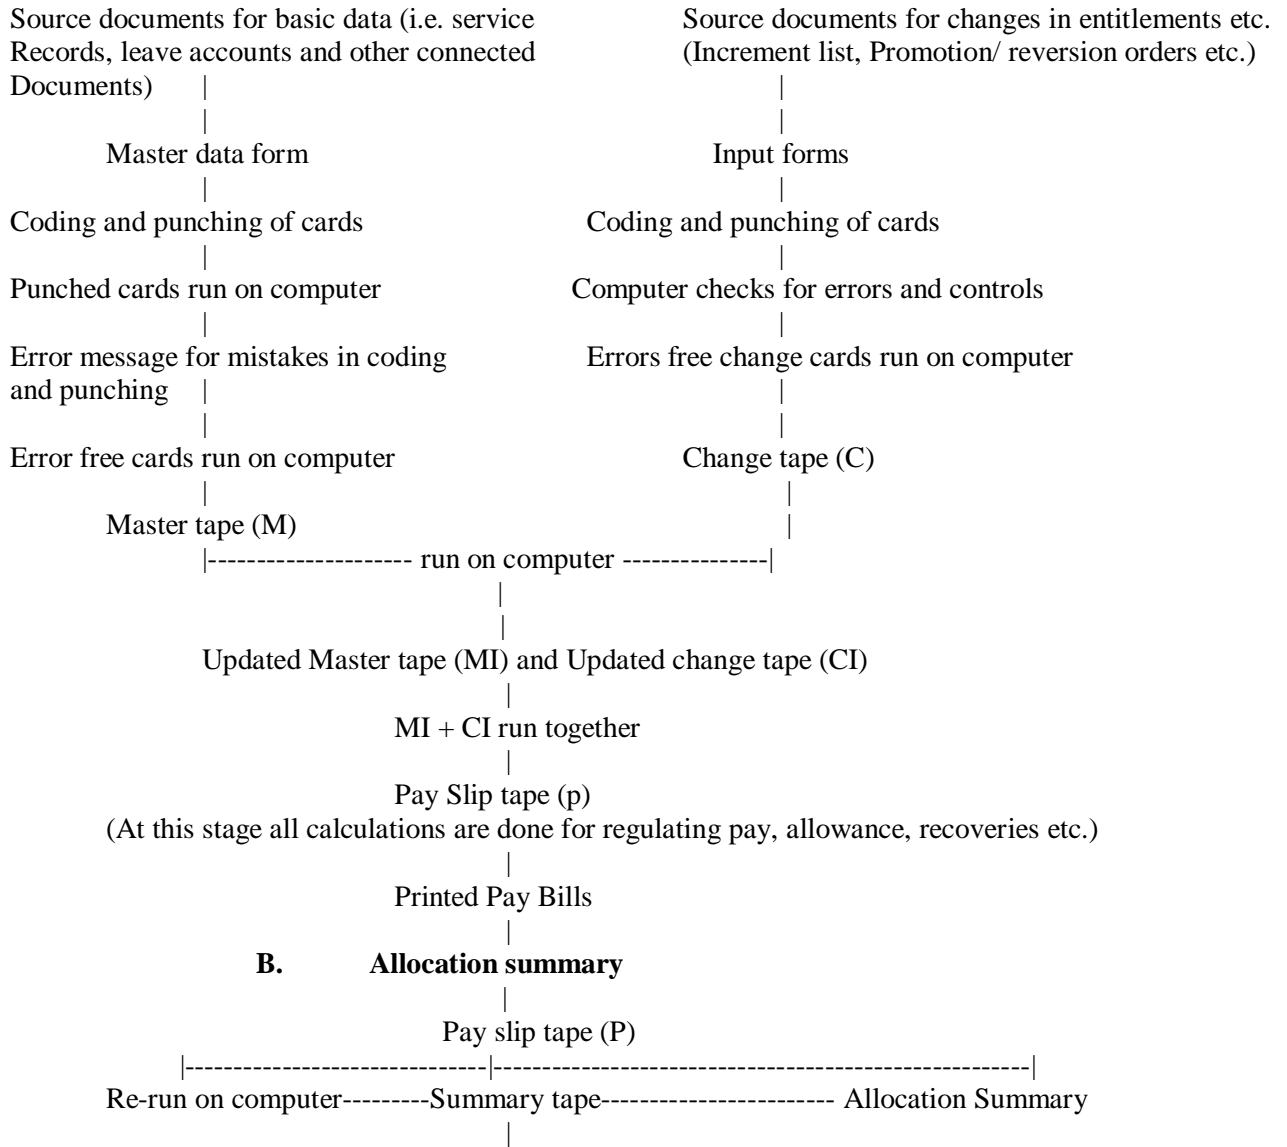 Source documents for basic data (i.e. service Source documents for changes in entitlements etc.
Records, leave accounts and other connected (Increment list, Promotion/ reversion orders etc.)
Documents) | |
| |
Master data form Input forms
| |
Coding and punching of cards Coding and punching of cards
| |
Punched cards run on computer Computer checks for errors and controls
| |
Error message for mistakes in coding Errors free change cards run on computer
and punching | |
| |
Error free cards run on computer Change tape (C)
| |
Master tape (M) |
|--------------------- run on computer ---------------|
|
|
Updated Master tape (MI) and Updated change tape (CI)
|
MI + CI run together
|
Pay Slip tape (p)
(At this stage all calculations are done for regulating pay, allowance, recoveries etc.)
|
Printed Pay Bills
|
B. Allocation summary
|
Pay slip tape (P)
|-------------------------------|-------------------------------------------------------|
Re-run on computer---------Summary tape------------------------ Allocation Summary
|